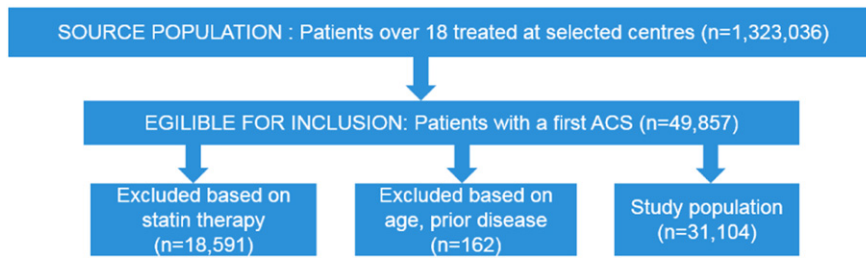 SOURCE POPULATION : Patients over 18 treated at selected centres (n=1,323,036)
EGILIBLE FOR INCLUSION: Patients with a first ACS (n=49,857)
Excluded based on
statin therapy
(n=18,591)
Excluded based on
age, prior disease
(n=162)
Study population
(n=31,104)